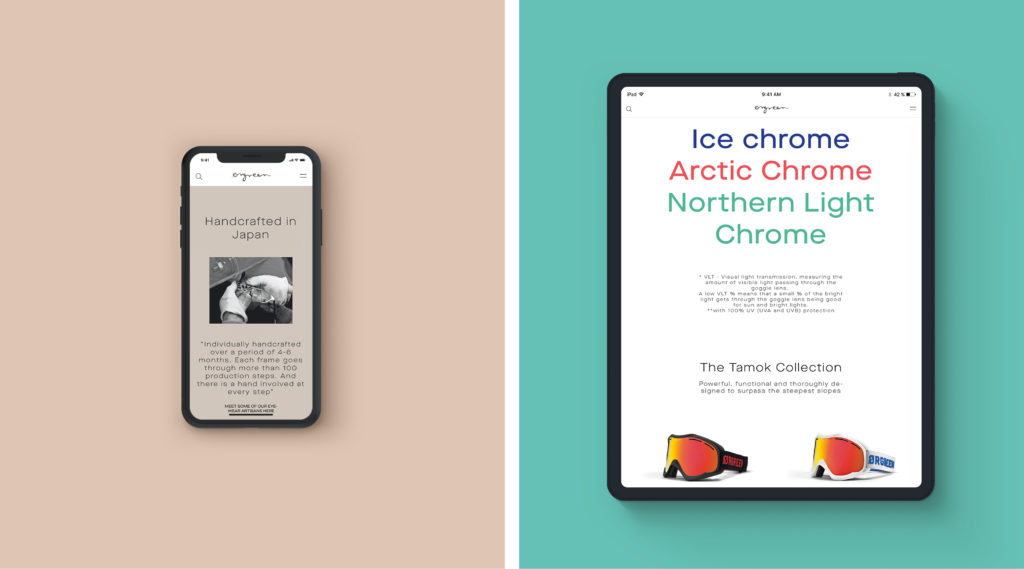 9:41
örgreen
Handcrafted in
Japan
"Individually handcrafted
over a period of 4-6
months. Each frame goes
through more than 100
production steps. And
there is a hand involved at
every step"
MEET SOME OF OUR EYE-
WEAR ARTISANS HERE
iPad
9:41 AM
42 %
örgreen
Ice chrome
Arctic Chrome
Northern Light
Chrome
* VLT - Visual light transmission, measuring the
amount of visible light passing through the
goggle lens.
A low VLT % means that a small % of the bright
light gets through the goggle lens being good
for sun and bright lights.
**with 100% UV (UVA and UVB) protection
The Tamok Collection
Powerful, functional and thoroughly de-
signed to surpass the steepest slopes
ØRGREEN
ØRGREEN